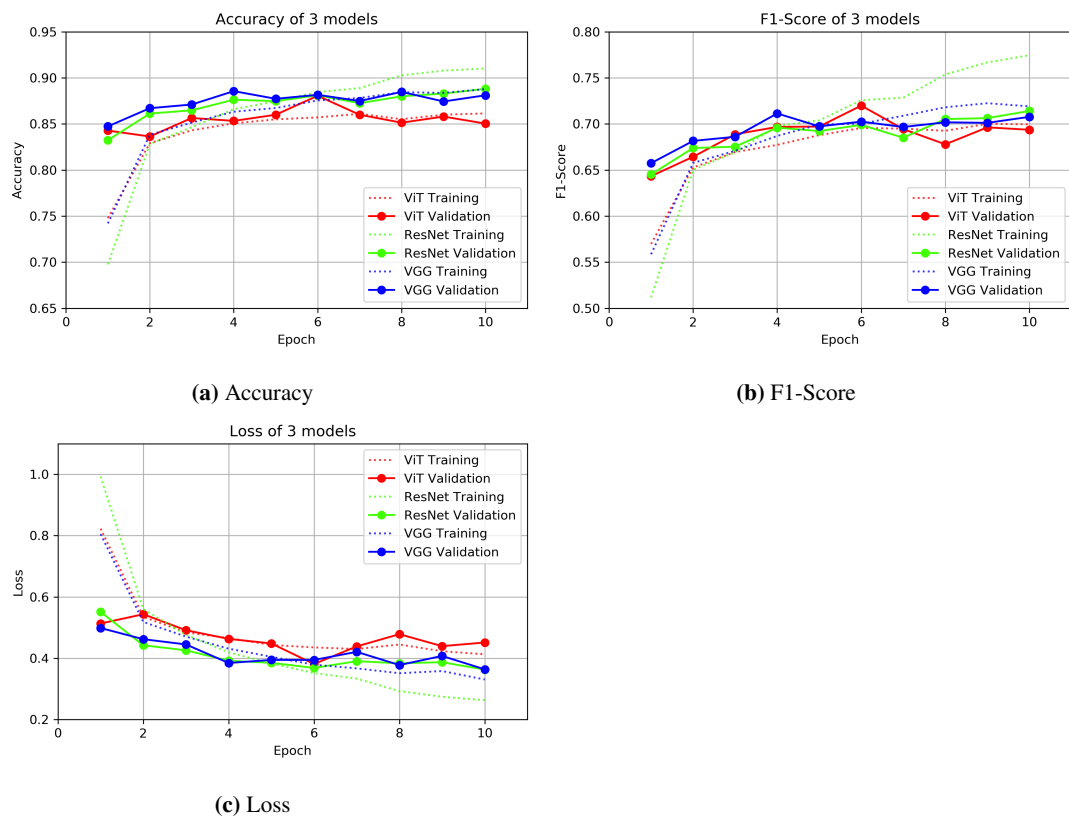 Accuracy of 3 models
0.95
0.90
0.85
0.80
0.75
0.70
0.65
Accuracy
0 2 4 6 8 10
Epoch
ViT Training
ViT Validation
ResNet Training
ResNet Validation
VGG Training
VGG Validation
(a) Accuracy
F1-Score of 3 models
0.80
0.75
0.70
0.65
0.60
0.55
0.50
F1-Score
0 2 4 6 8 10
Epoch
ViT Training
ViT Validation
ResNet Training
ResNet Validation
VGG Training
VGG Validation
(b) F1-Score
Loss of 3 models
1.0
0.8
0.6
0.4
0.2
Loss
0 2 4 6 8 10
Epoch
ViT Training
ViT Validation
ResNet Training
ResNet Validation
VGG Training
VGG Validation
(c) Loss